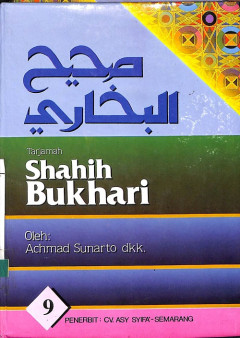 صحيح
البخاري
Tarjamah
Shahih
Bukhari
Oleh:
Achmad Sunarto dkk.
9
PENERBIT : CV. ASY SYIFA'-SEMARANG